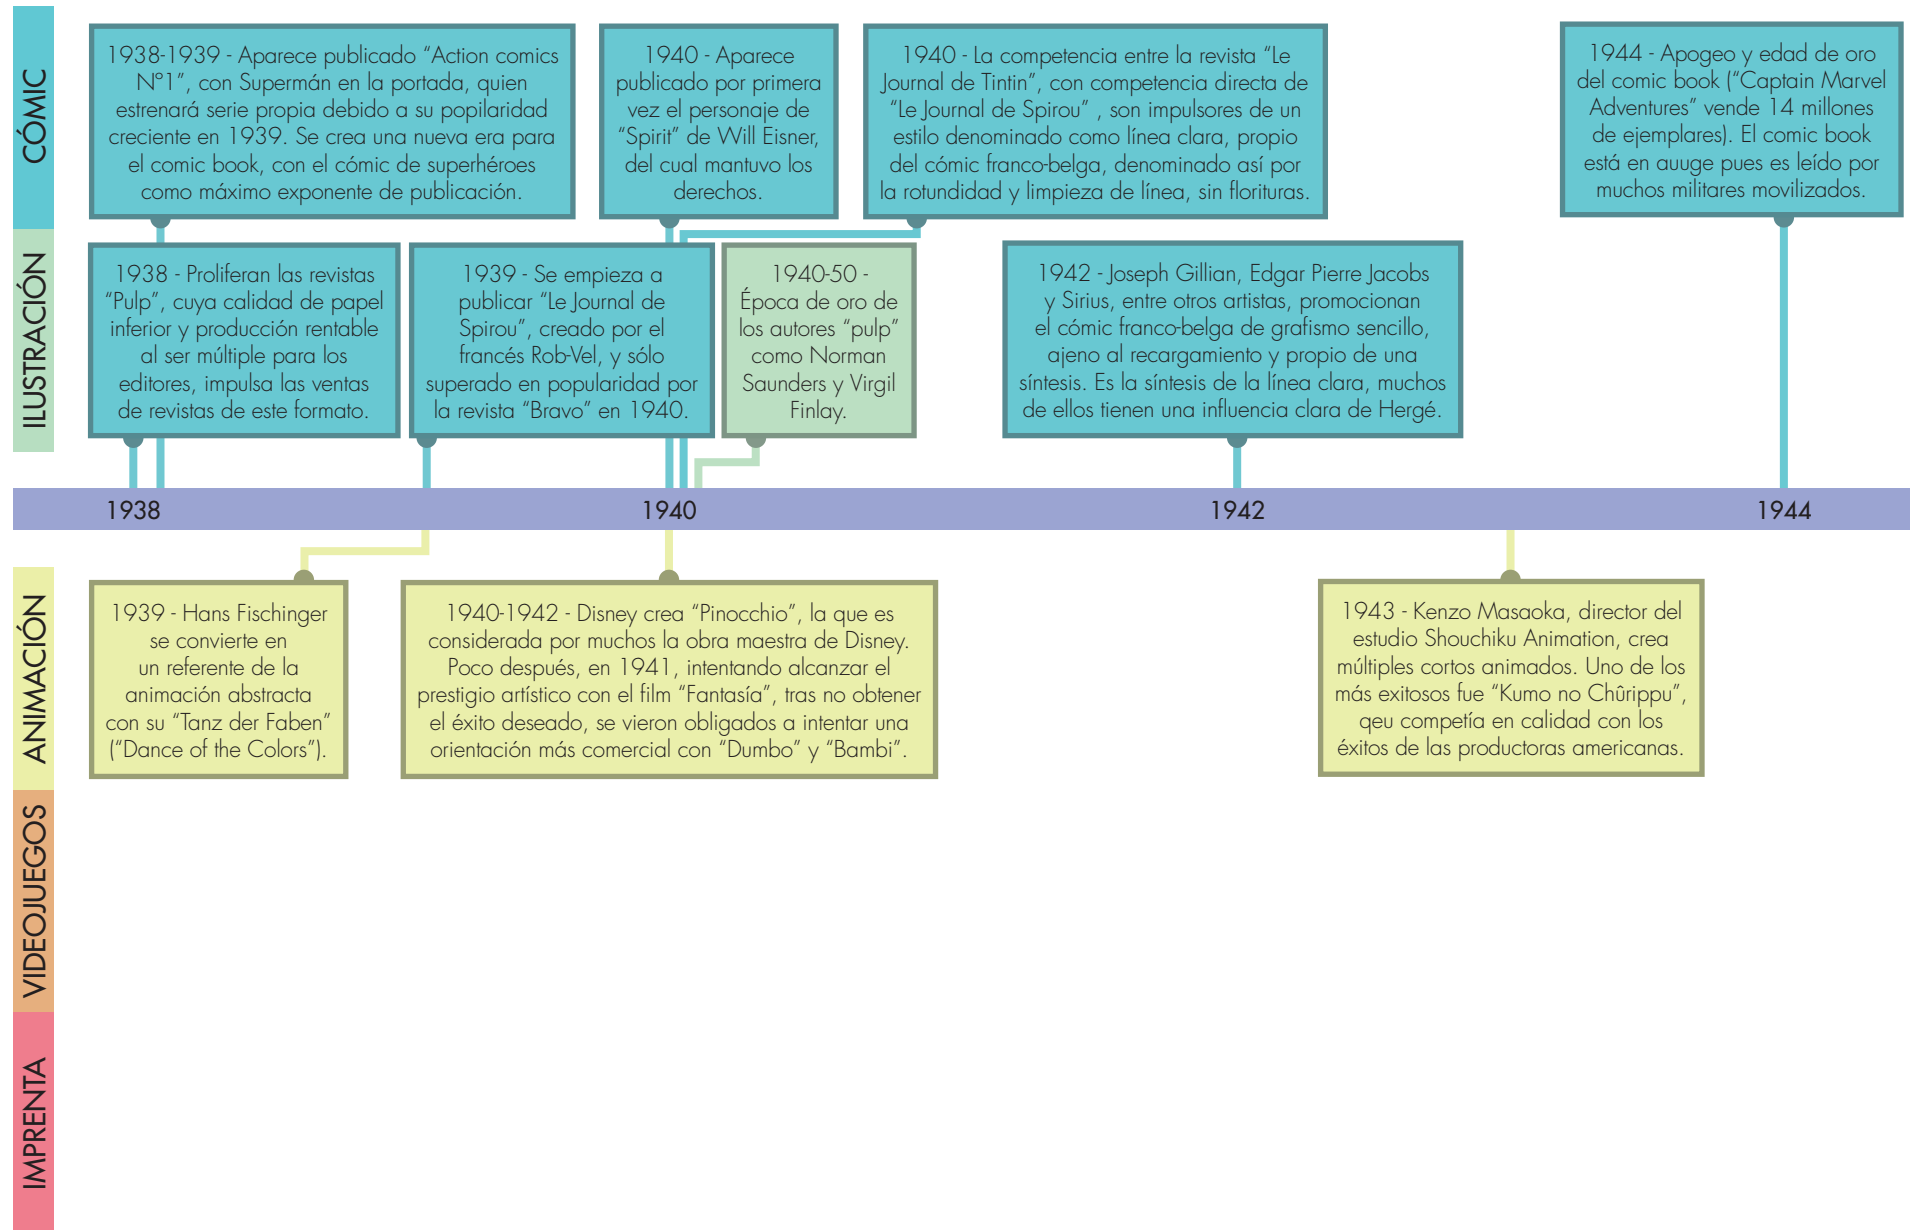 CÓMIC
1938-1939 - Aparece publicado “Action comics
Nº1”, con Supermán en la portada, quien
estrenará serie propia debido a su popilaridad
creciente en 1939. Se crea una nueva era para
el comic book, con el cómic de superhéroes
como máximo exponente de publicación.
1940 - Aparece
publicado por primera
vez el personaje de
“Spirit” de Will Eisner,
del cual mantuvo los
derechos.
1940 - La competencia entre la revista “Le
Journal de Tintin”, con competencia directa de
“Le Journal de Spirou” , son impulsores de un
estilo denominado como línea clara, propio
del cómic franco-belga, denominado así por
la rotundidad y limpieza de línea, sin florituras.
1944 - Apogeo y edad de oro
del comic book (“Captain Marvel
Adventures” vende 14 millones
de ejemplares). El comic book
está en auuge pues es leído por
muchos militares movilizados.
ILUSTRACIÓN
1938 - Proliferan las revistas
“Pulp”, cuya calidad de papel
inferior y producción rentable
al ser múltiple para los
editores, impulsa las ventas
de revistas de este formato.
1939 - Se empieza a
publicar “Le Journal de
Spirou”, creado por el
francés Rob-Vel, y sólo
superado en popularidad por
la revista “Bravo” en 1940.
1940-50 -
Época de oro de
los autores “pulp”
como Norman
Saunders y Virgil
Finlay.
1942 - Joseph Gillian, Edgar Pierre Jacobs
y Sirius, entre otros artistas, promocionan
el cómic franco-belga de grafismo sencillo,
ajeno al recargamiento y propio de una
síntesis. Es la síntesis de la línea clara, muchos
de ellos tienen una influencia clara de Hergé.
1938
1940
1942
1944
ANIMACIÓN
1939 - Hans Fischinger
se convierte en
un referente de la
animación abstracta
con su “Tanz der Faben”
(“Dance of the Colors”).
1940-1942 - Disney crea “Pinocchio”, la que es
considerada por muchos la obra maestra de Disney.
Poco después, en 1941, intentando alcanzar el
prestigio artístico con el film “Fantasía”, tras no obtener
el éxito deseado, se vieron obligados a intentar una
orientación más comercial con “Dumbo” y “Bambi”.
1943 - Kenzo Masaoka, director del
estudio Shouchiku Animation, crea
múltiples cortos animados. Uno de los
más exitosos fue “Kumo no Chûrippu”,
qeu competía en calidad con los
éxitos de las productoras americanas.
VIDEOJUEGOS
IMPRENTA